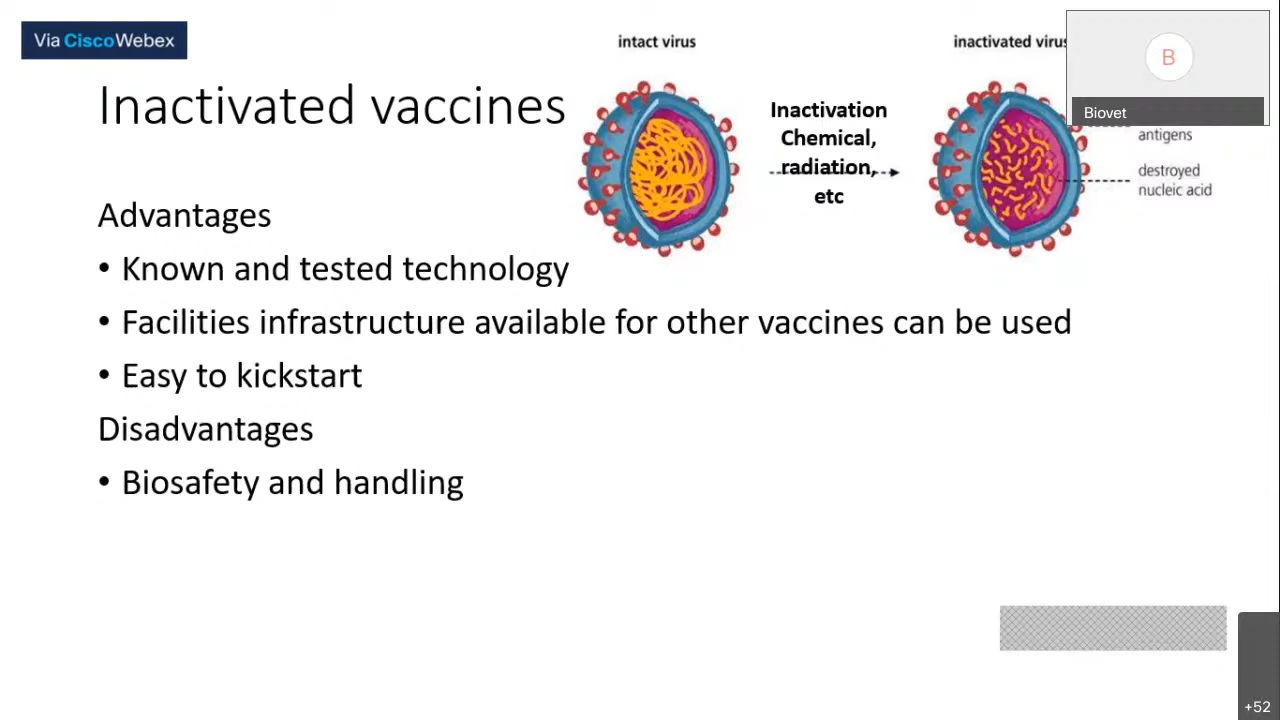 Via CiscoWebex
intact virus
inactivated virus
B
Biovet
Inactivated vaccines
Inactivation
Chemical,
radiation,
etc
antigens
destroyed
nucleic acid
Advantages
• Known and tested technology
• Facilities infrastructure available for other vaccines can be used
• Easy to kickstart
Disadvantages
• Biosafety and handling
+52